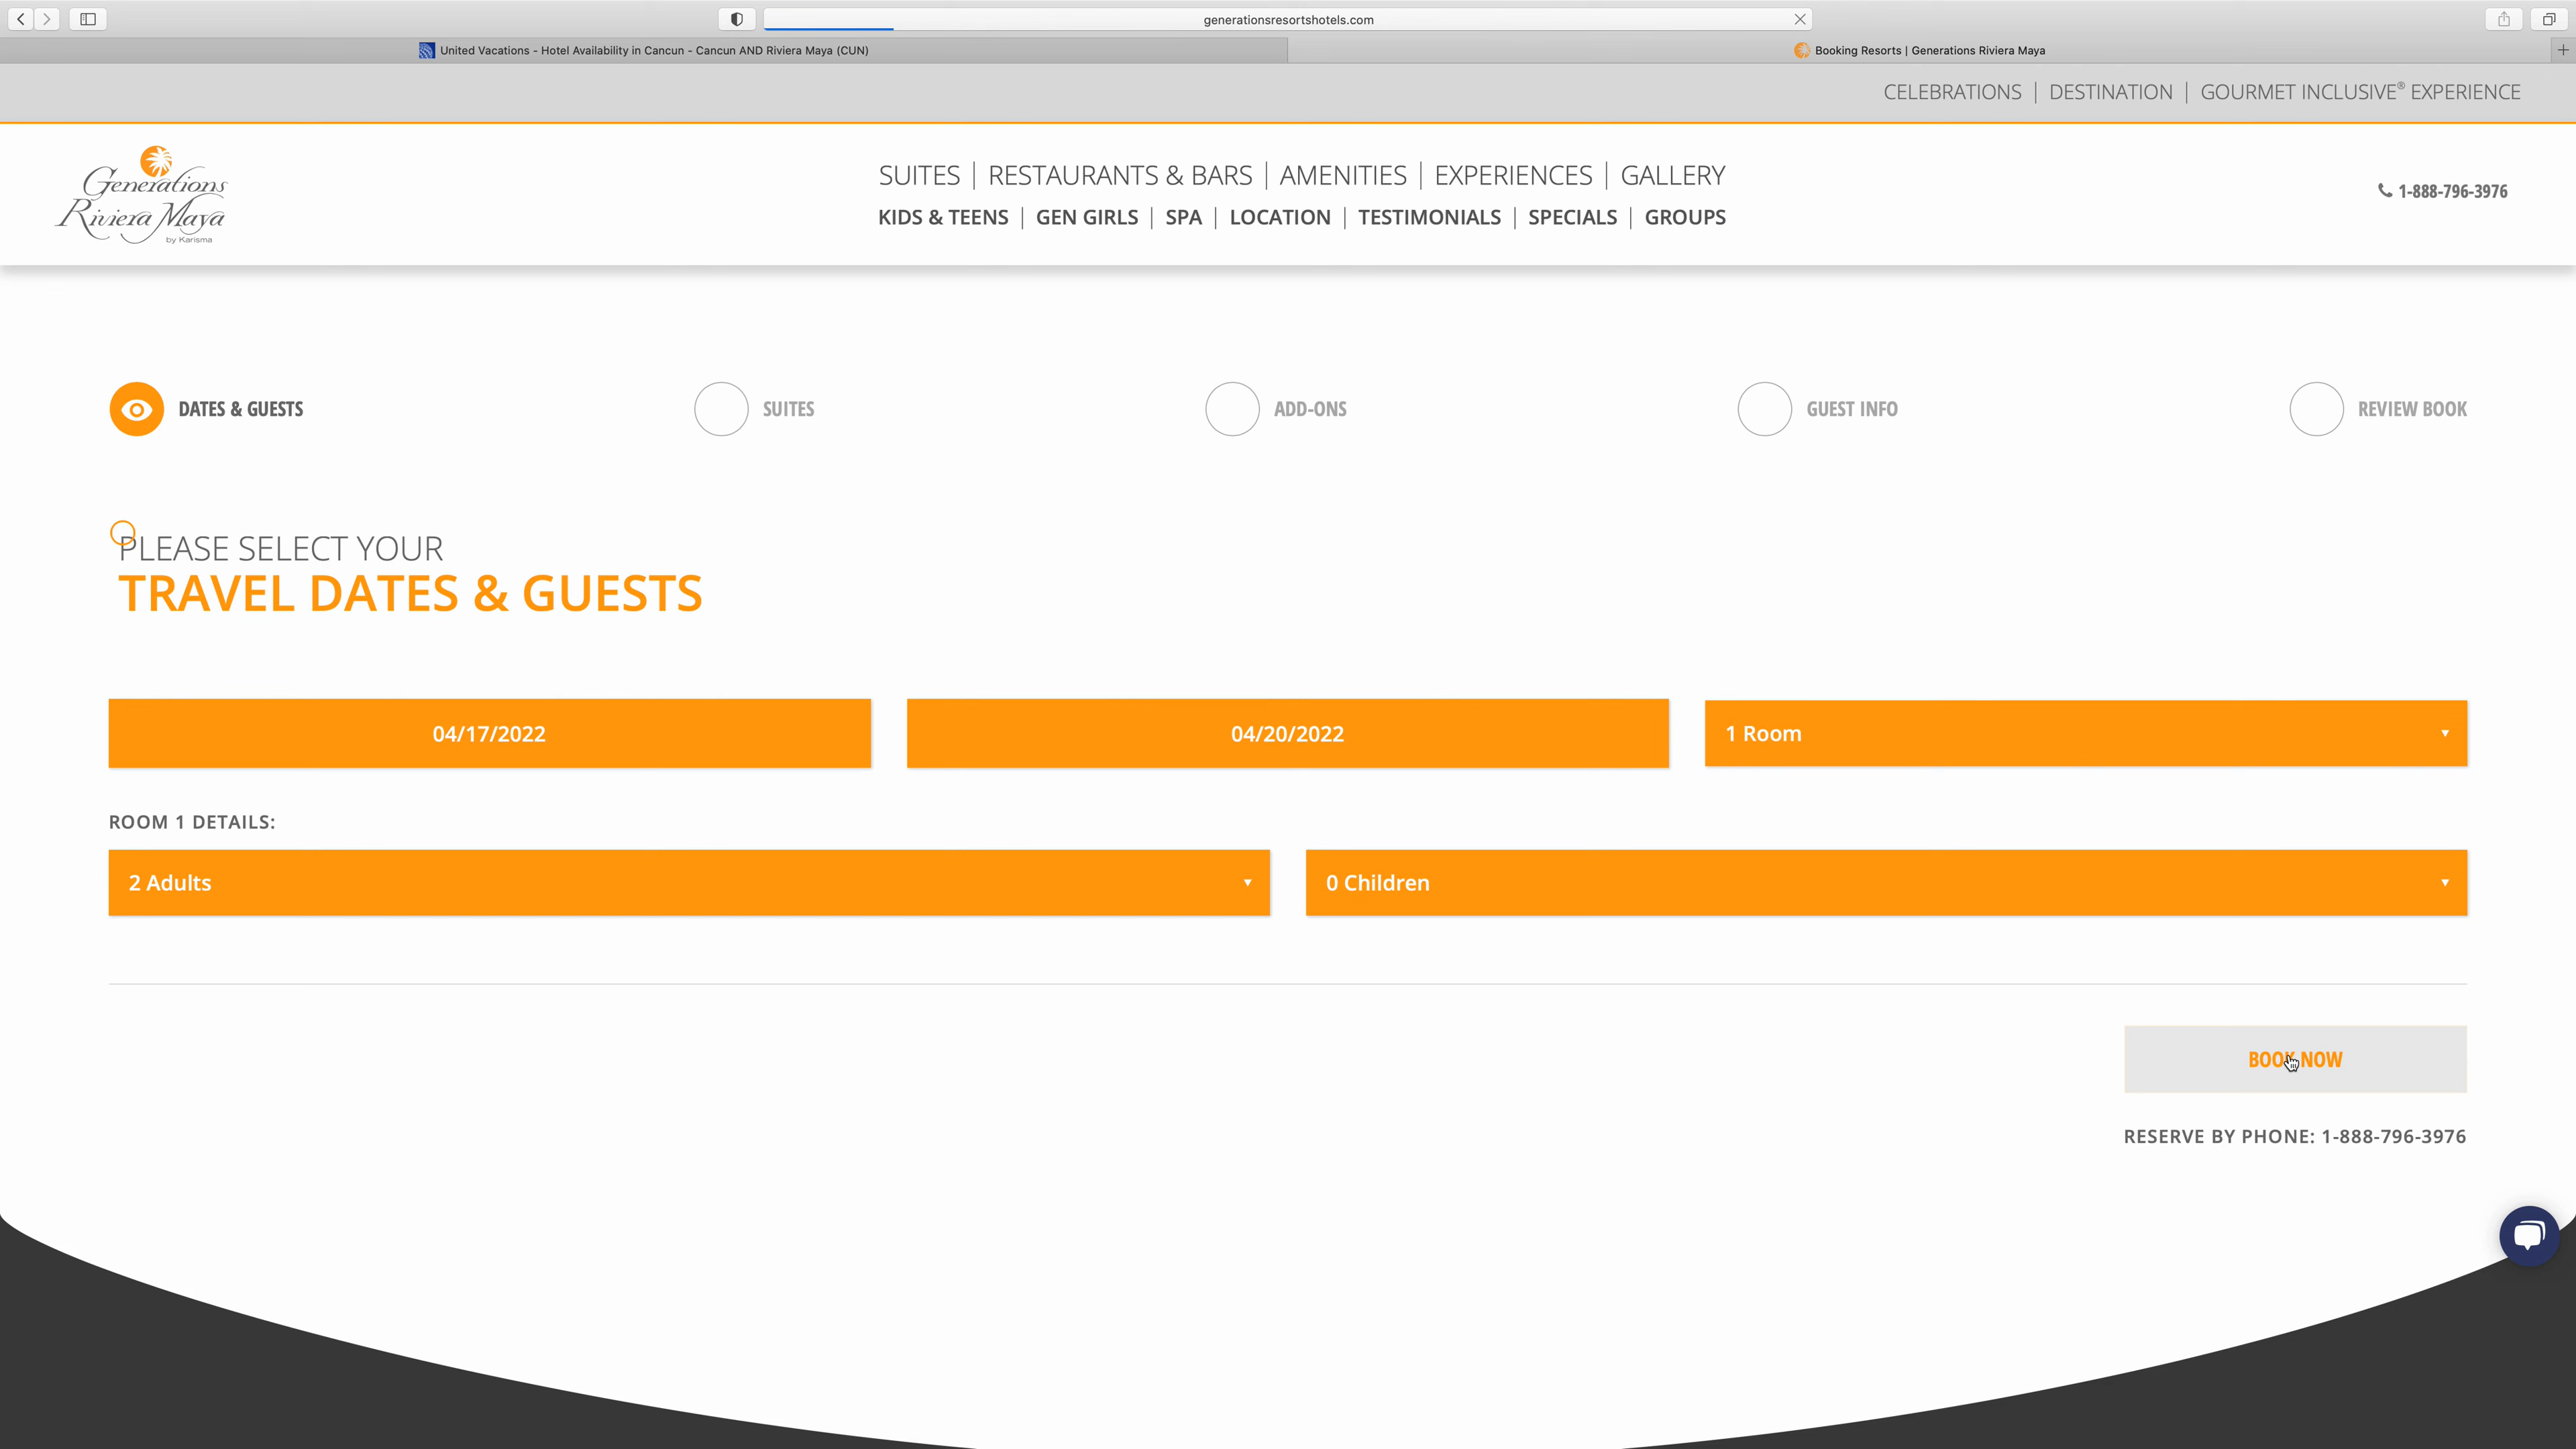 generationsresortshotels.com
United Vacations - Hotel Availability in Cancun - Cancun AND Riviera Maya (CUN)
Booking Resorts | Generations Riviera Maya
CELEBRATIONS | DESTINATION | GOURMET INCLUSIVE® EXPERIENCE
Generations
Riviera Maya
by Karisma
SUITES | RESTAURANTS & BARS | AMENITIES | EXPERIENCES | GALLERY
KIDS & TEENS | GEN GIRLS | SPA | LOCATION | TESTIMONIALS | SPECIALS | GROUPS
1-888-796-3976
DATES & GUESTS
SUITES
ADD-ONS
GUEST INFO
REVIEW BOOK
PLEASE SELECT YOUR
TRAVEL DATES & GUESTS
04/17/2022
04/20/2022
1 Room
ROOM 1 DETAILS:
2 Adults
0 Children
BOOK NOW
RESERVE BY PHONE: 1-888-796-3976